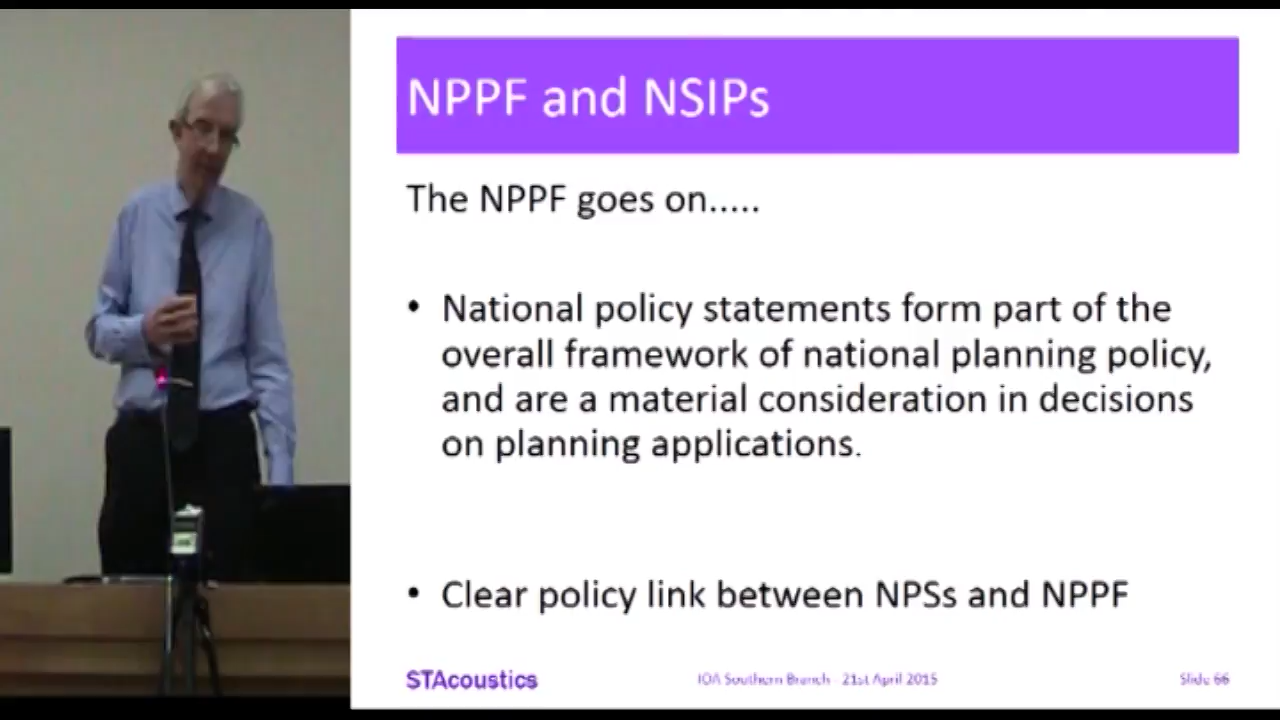 NPPF and NSIPs
The NPPF goes on.....
• National policy statements form part of the
overall framework of national planning policy,
and are a material consideration in decisions
on planning applications.
• Clear policy link between NPSs and NPPF
STAcoustics
IOA Southern Branch - 21st April 2015
Slide 66